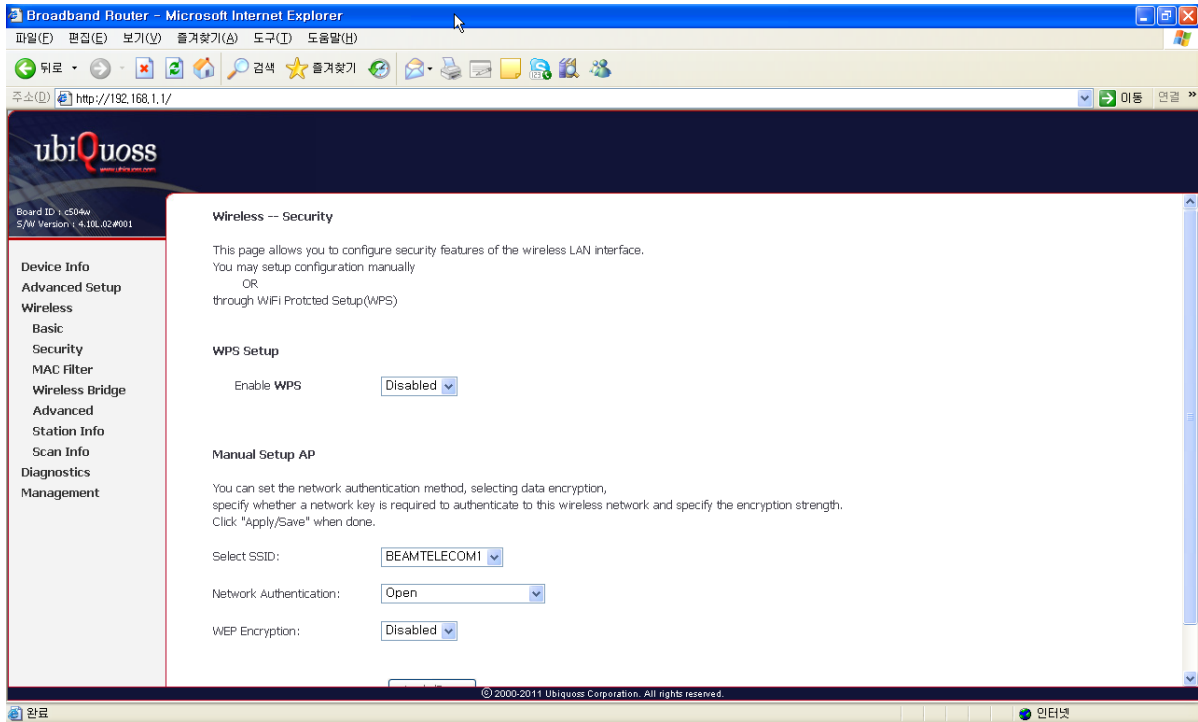 Broadband Router - Microsoft Internet Explorer
파일(F) 편집(E) 보기(V) 즐겨찾기(A) 도구(T) 도움말(H)
뒤로 검색 즐겨찾기
주소(D) http://192.168.1.1/ 이동 연결 »
ubiQuoss
www.ubiquoss.com
Board ID : c504w
S/W Version : 4.10L.02#001
Device Info
Advanced Setup
Wireless
Basic
Security
MAC Filter
Wireless Bridge
Advanced
Station Info
Scan Info
Diagnostics
Management
Wireless -- Security
This page allows you to configure security features of the wireless LAN interface.
You may setup configuration manually
OR
through WiFi Protcted Setup(WPS)
WPS Setup
Enable WPS Disabled
Manual Setup AP
You can set the network authentication method, selecting data encryption,
specify whether a network key is required to authenticate to this wireless network and specify the encryption strength.
Click "Apply/Save" when done.
Select SSID: BEAMTELECOM1
Network Authentication: Open
WEP Encryption: Disabled
© 2000-2011 Ubiquoss Corporation. All rights reserved.
완료 인터넷